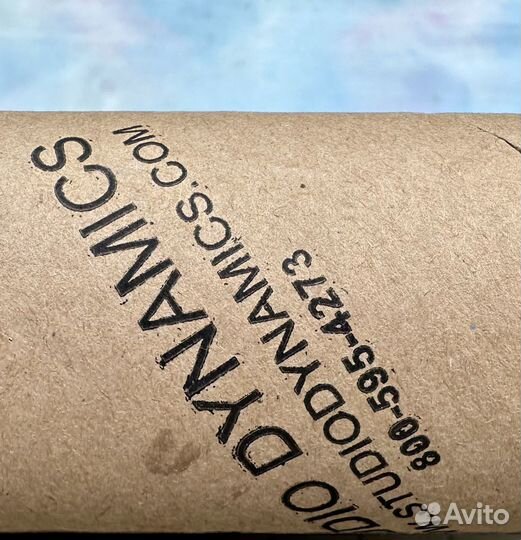 DIO DYNAMICS
M.STUDIODYNAMICS.COM
800-595-4273
Avito